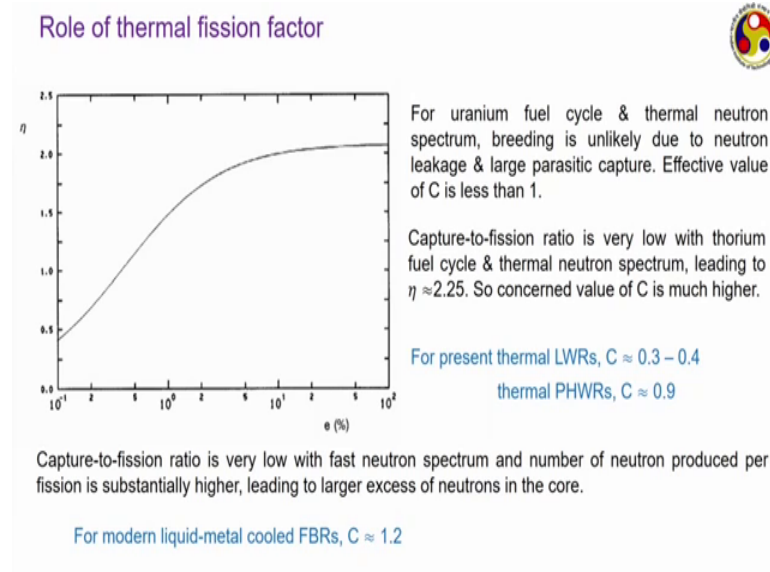 Role of thermal fission factor
For uranium fuel cycle & thermal neutron
spectrum, breeding is unlikely due to neutron
leakage & large parasitic capture. Effective value
of C is less than 1.
Capture-to-fission ratio is very low with thorium
fuel cycle & thermal neutron spectrum, leading to
η ≈2.25. So concerned value of C is much higher.
For present thermal LWRs, C ≈ 0.3 – 0.4
thermal PHWRs, C ≈ 0.9
η
2.5
2.0
1.5
1.0
0.5
0.0
10⁻¹ 2 5 10⁰ 2 5 10¹ 2 5 10²
e (%)
Capture-to-fission ratio is very low with fast neutron spectrum and number of neutron produced per
fission is substantially higher, leading to larger excess of neutrons in the core.
For modern liquid-metal cooled FBRs, C ≈ 1.2